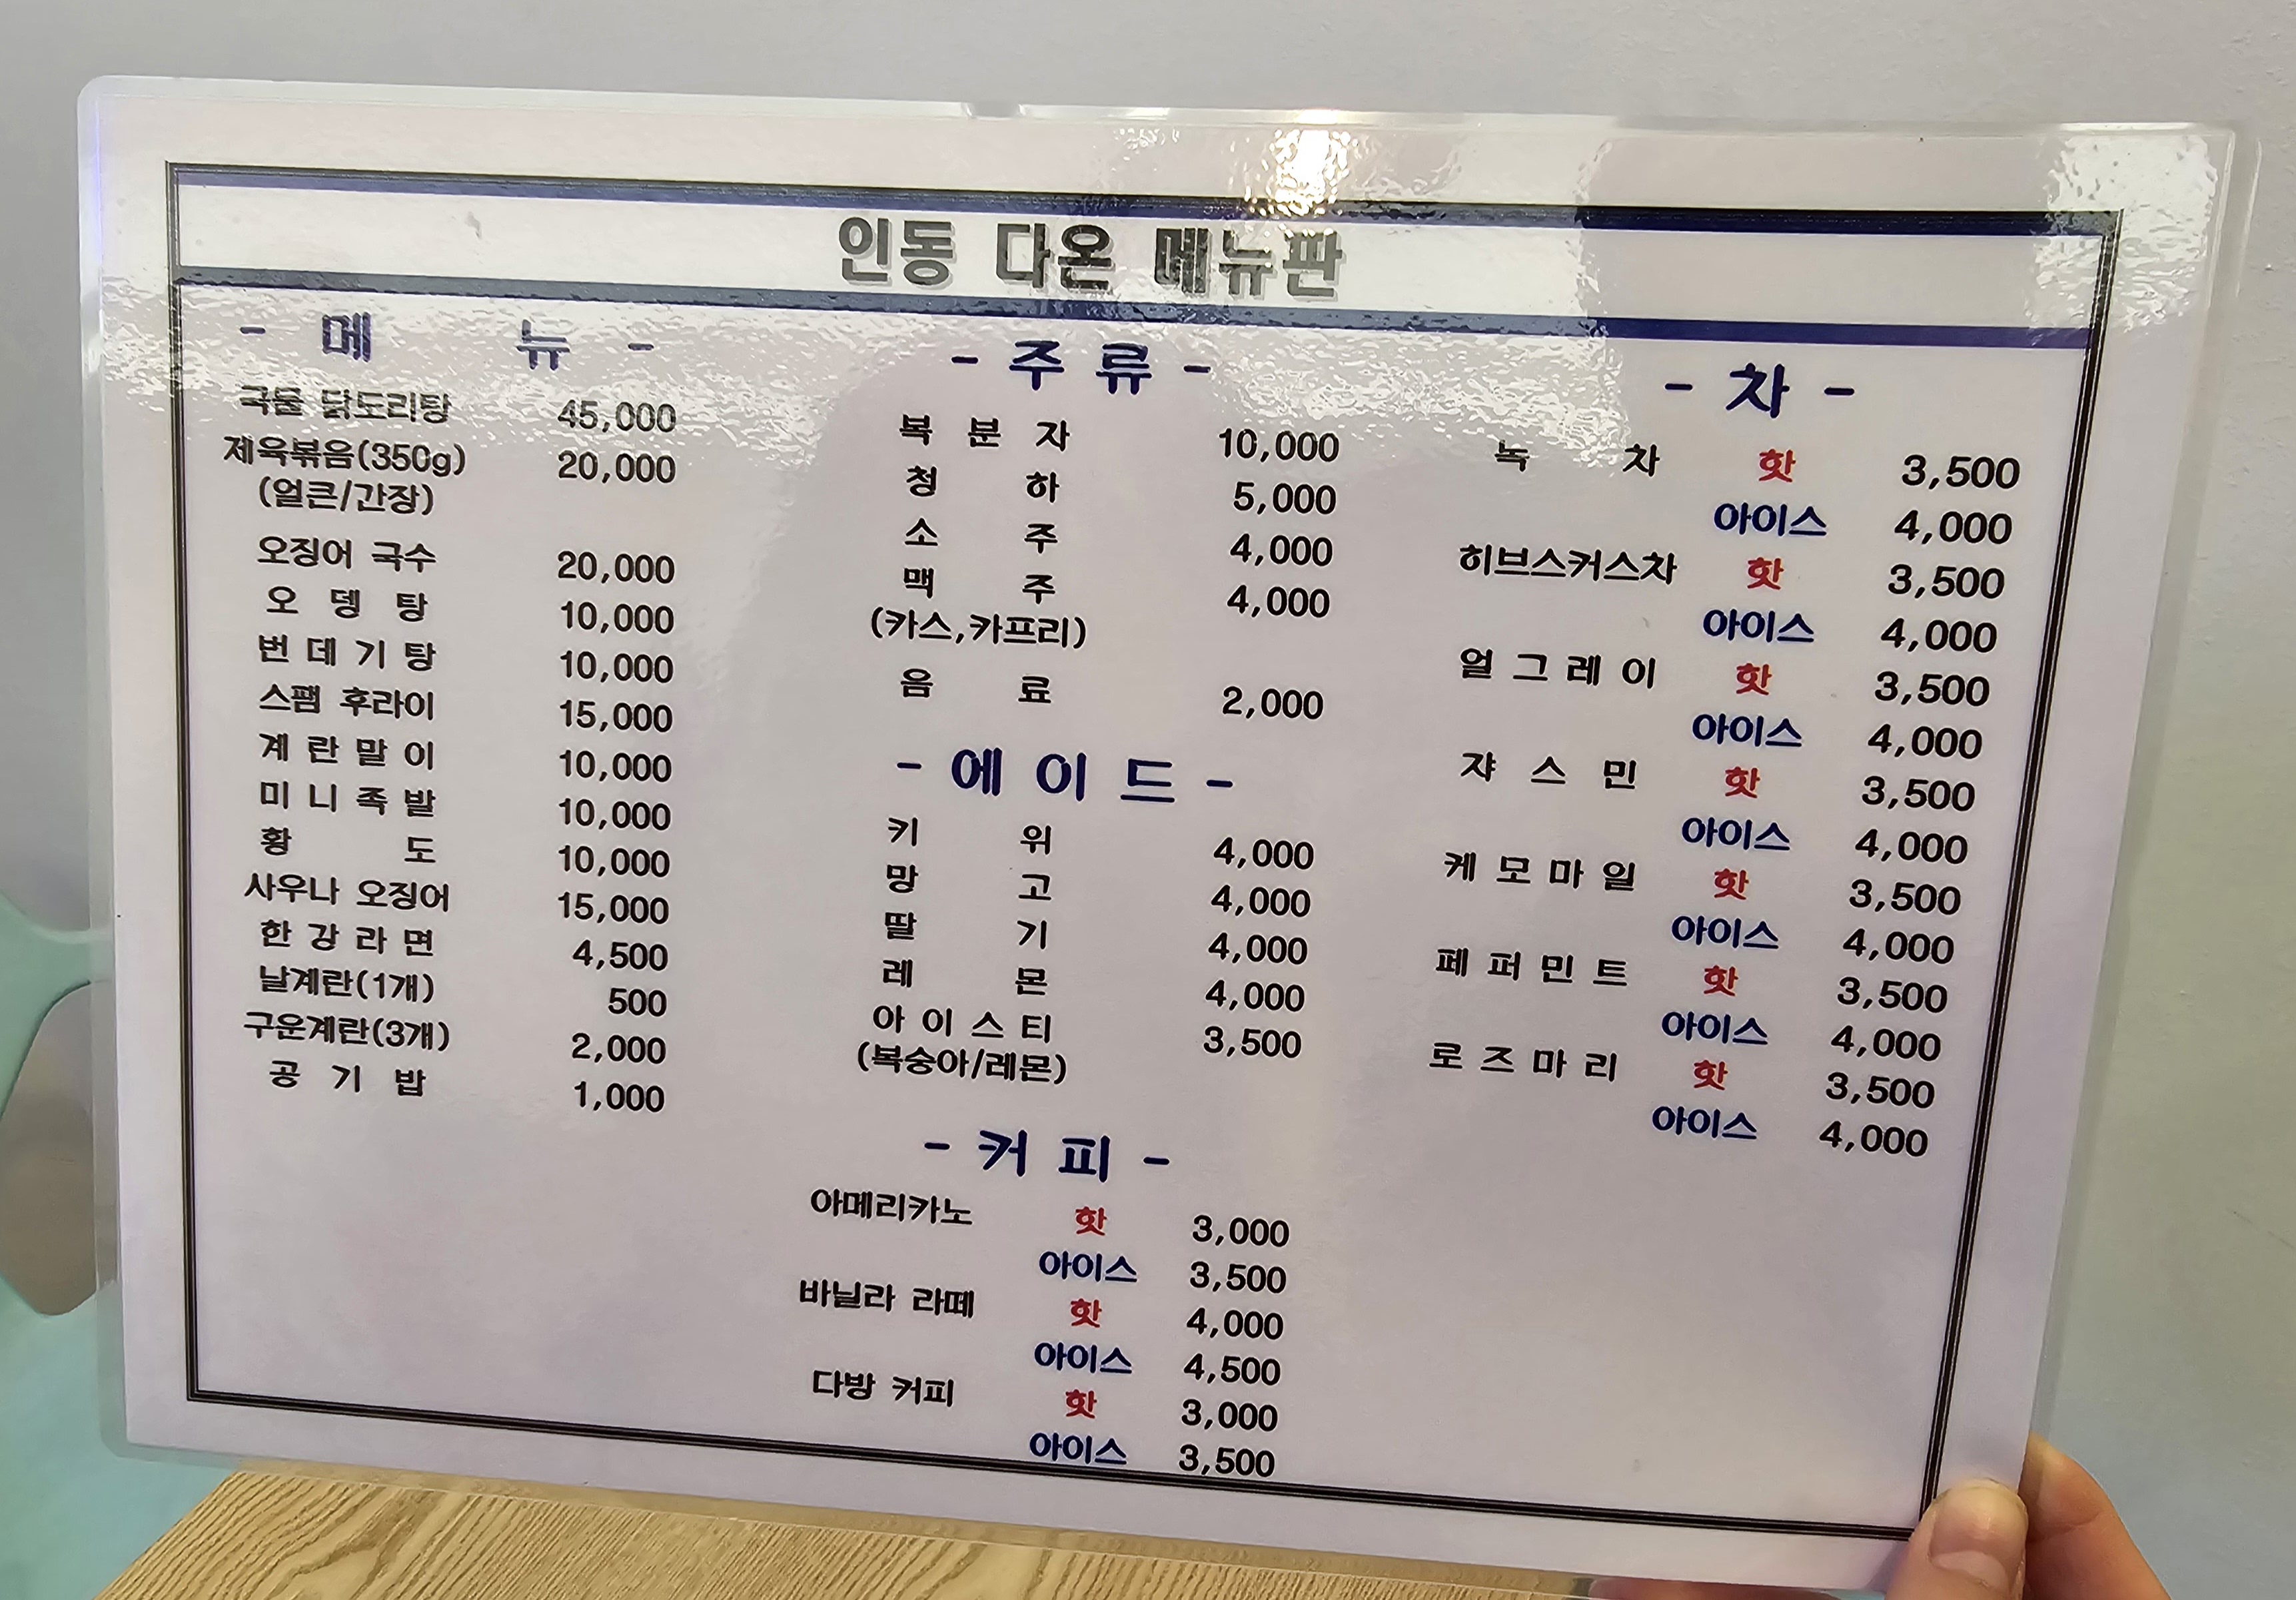 인동 다온 메뉴판
- 메 뉴 -
국물 닭도리탕 45,000
제육볶음(350g) 20,000
(얼큰/간장)
오징어 국수 20,000
오 뎅 탕 10,000
번 데 기 탕 10,000
스팸 후라이 15,000
계 란 말 이 10,000
미 니 족 발 10,000
황 도 10,000
사우나 오징어 15,000
한 강 라 면 4,500
날계란(1개) 500
구운계란(3개) 2,000
공 기 밥 1,000
- 주 류 -
복 분 자 10,000
청 하 5,000
소 주 4,000
맥 주 4,000
(카스,카프리)
음 료 2,000
- 에 이 드 -
키 위 4,000
망 고 4,000
딸 기 4,000
레 몬 4,000
아 이 스 티 3,500
(복숭아/레몬)
- 커 피 -
아메리카노 핫 3,000
아이스 3,500
바닐라 라떼 핫 4,000
아이스 4,500
다방 커피 핫 3,000
아이스 3,500
- 차 -
녹 차 핫 3,500
아이스 4,000
히브스커스차 핫 3,500
아이스 4,000
얼 그 레 이 핫 3,500
아이스 4,000
쟈 스 민 핫 3,500
아이스 4,000
케 모 마 일 핫 3,500
아이스 4,000
페 퍼 민 트 핫 3,500
아이스 4,000
로 즈 마 리 핫 3,500
아이스 4,000